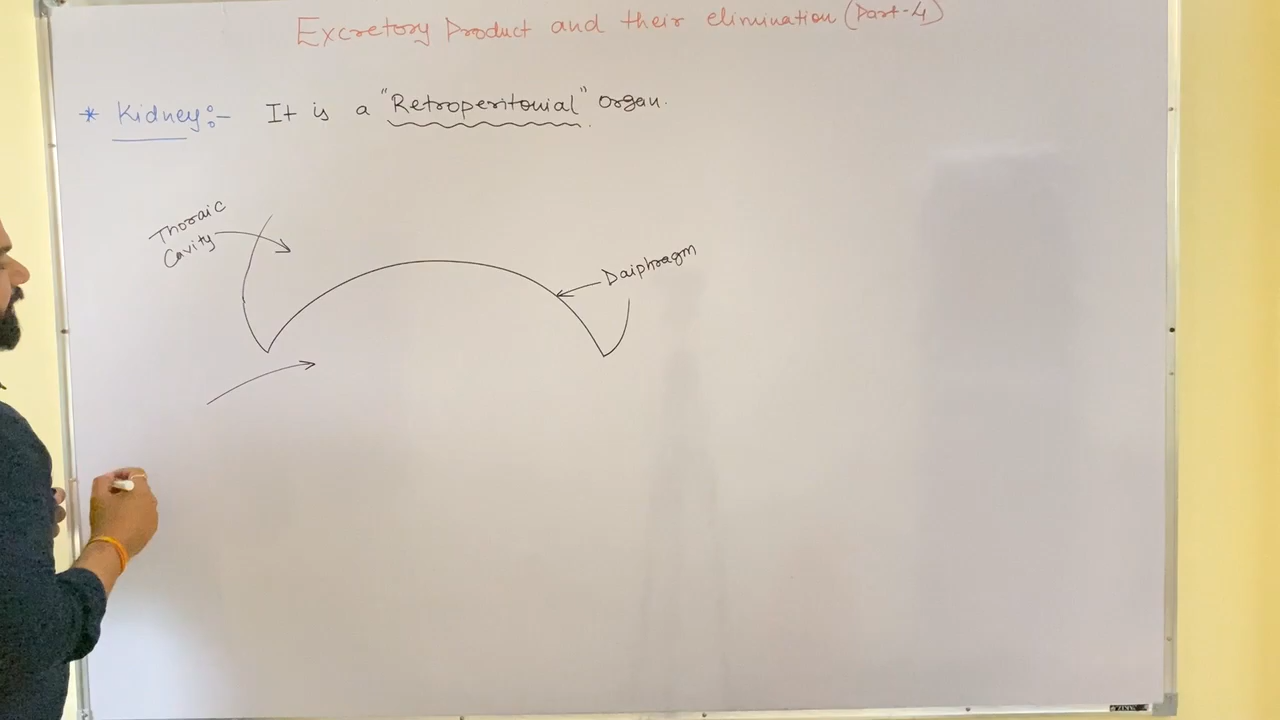 Excretory Product and their elimination (Part-4)
* Kidney:- It is a "Retroperitonial" organ.
Thoraic
Cavity
Daiphragm